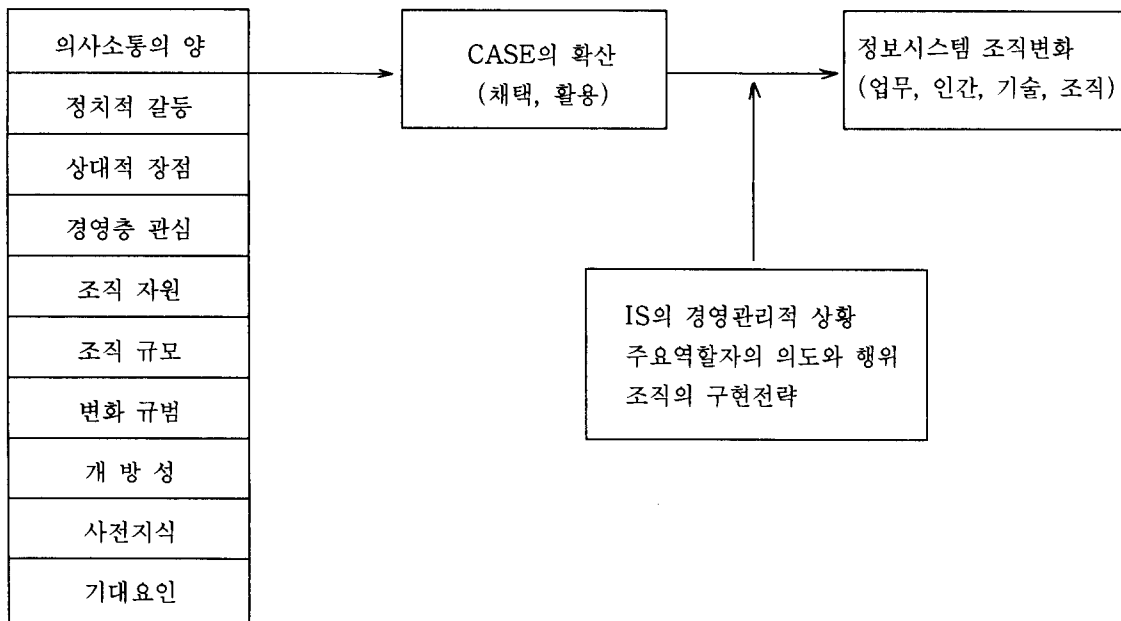 의사소통의 양
정치적 갈등
상대적 장점
경영층 관심
조직 자원
조직 규모
변화 규범
개 방 성
사전지식
기대요인
CASE의 확산
(채택, 활용)
정보시스템 조직변화
(업무, 인간, 기술, 조직)
IS의 경영관리적 상황
주요역할자의 의도와 행위
조직의 구현전략